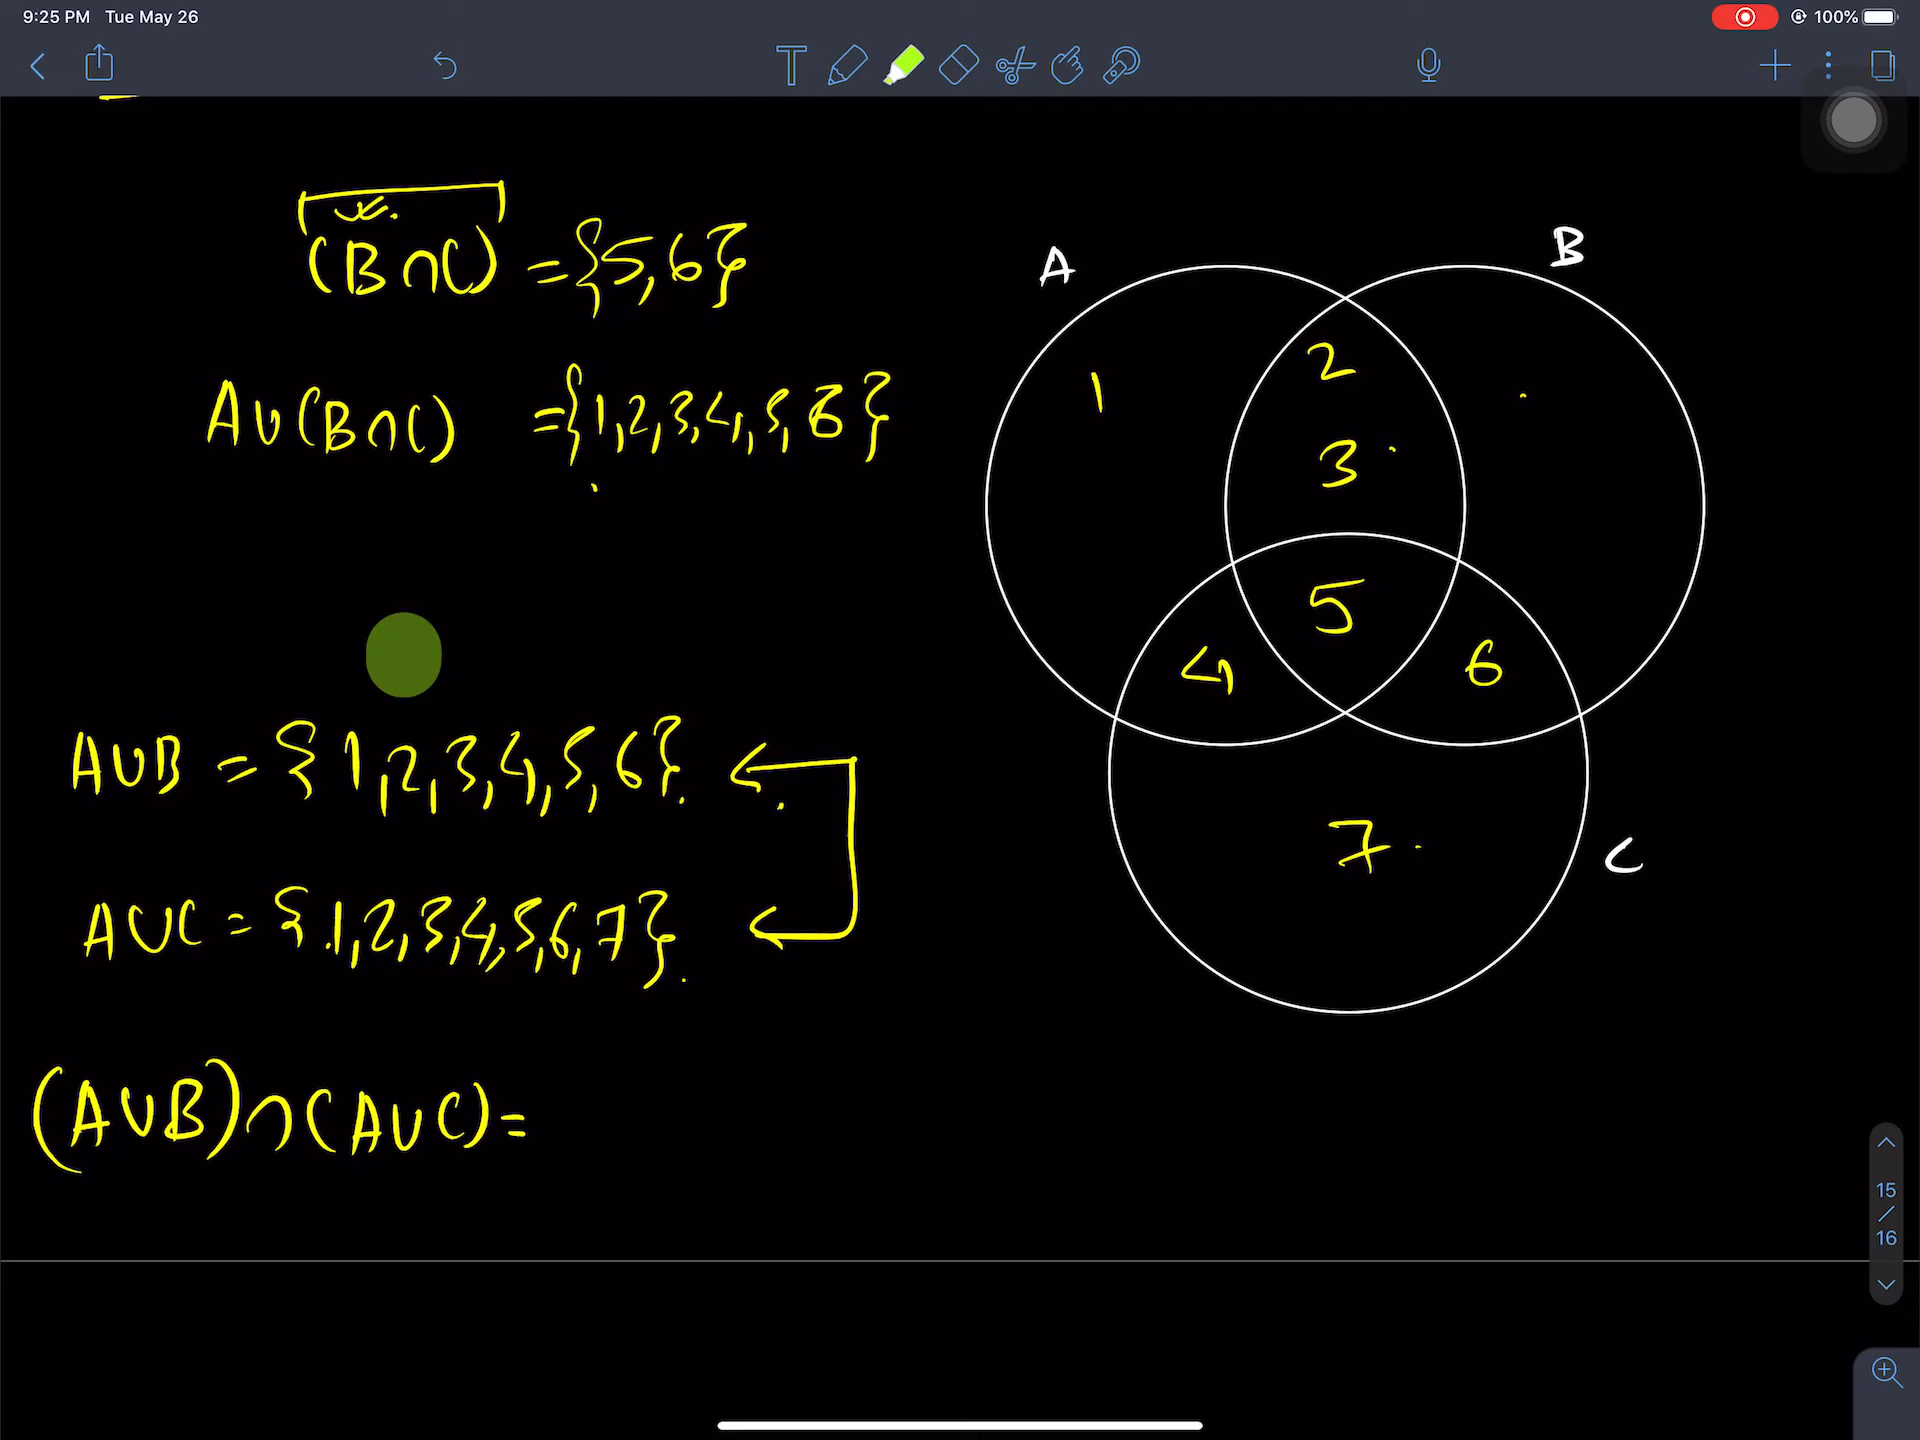 9:25 PM Tue May 26
100%
(B∩C) = {5,6}
A∪(B∩C) = {1,2,3,4,5,6}
A∪B = {1,2,3,4,5,6}.
A∪C = {1,2,3,4,5,6,7}.
(A∪B)∩(A∪C) =
A
B
1
2
3
5
4
6
7
C
15
/
16